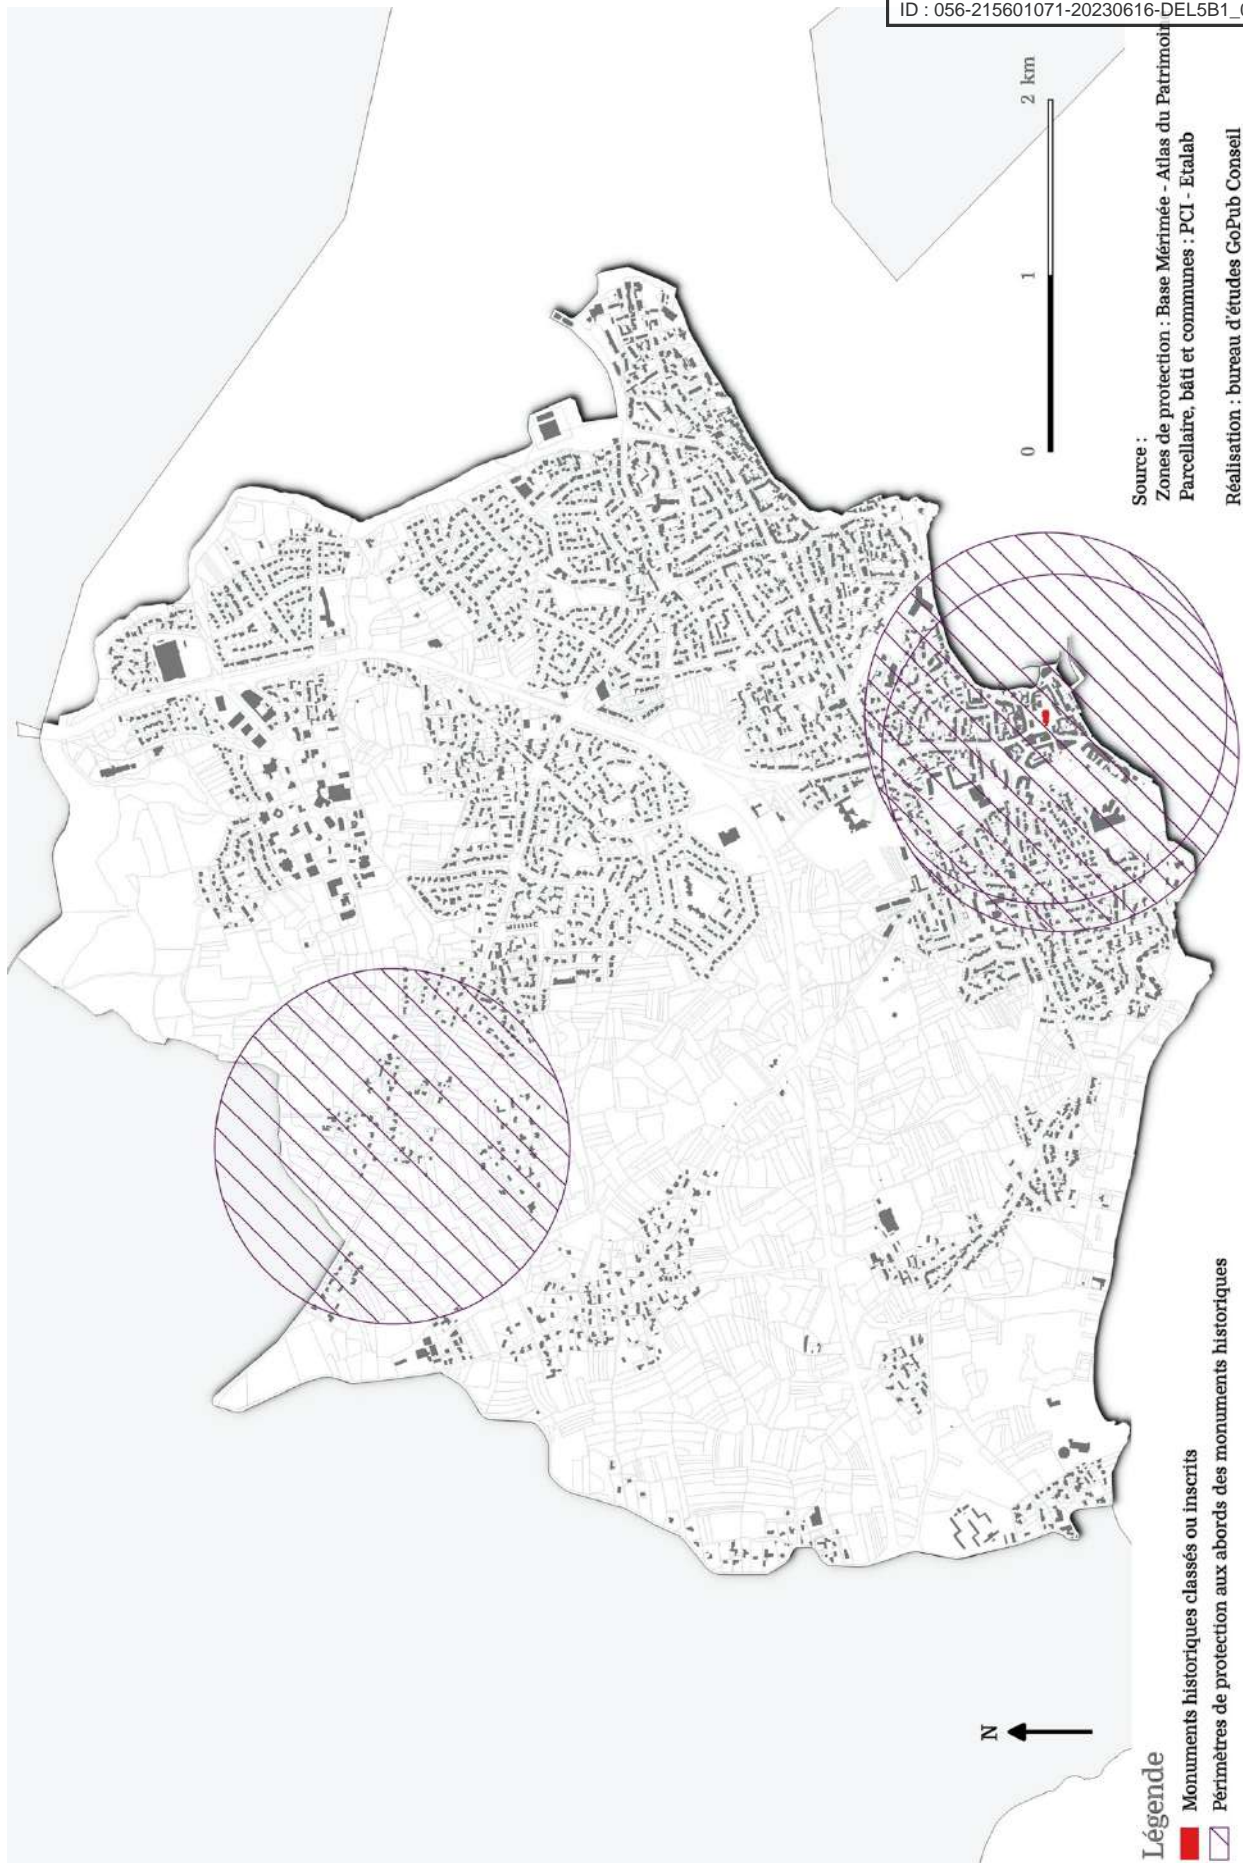 ID : 056-215601071-20230616-DEL5B1_
0
1
2 km
Source :
Zones de protection : Base Mérimée - Atlas du Patrimoin
Parcellaire, bâti et communes : PCI - Etalab
Réalisation : bureau d'études GoPub Conseil
N
Légende
Monuments historiques classés ou inscrits
Périmètres de protection aux abords des monuments historiques